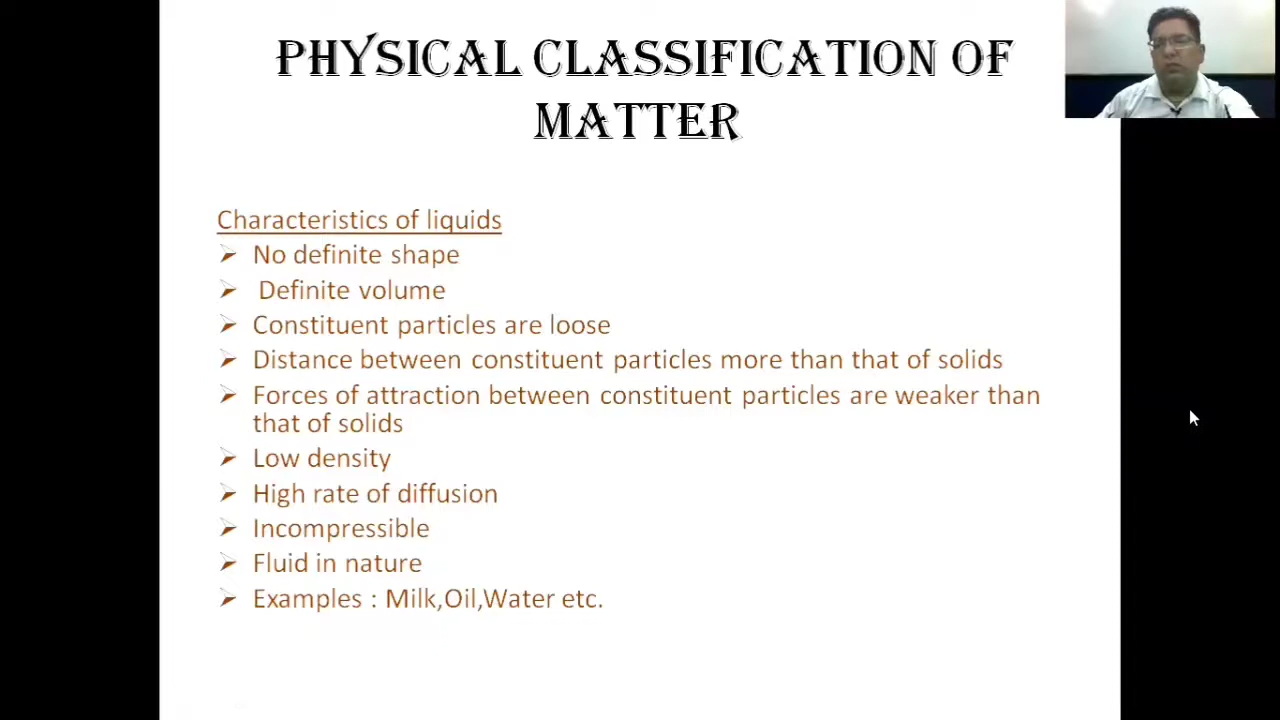 PHYSICAL CLASSIFICATION OF
MATTER
Characteristics of liquids
➢ No definite shape
➢ Definite volume
➢ Constituent particles are loose
➢ Distance between constituent particles more than that of solids
➢ Forces of attraction between constituent particles are weaker than
that of solids
➢ Low density
➢ High rate of diffusion
➢ Incompressible
➢ Fluid in nature
➢ Examples : Milk,Oil,Water etc.